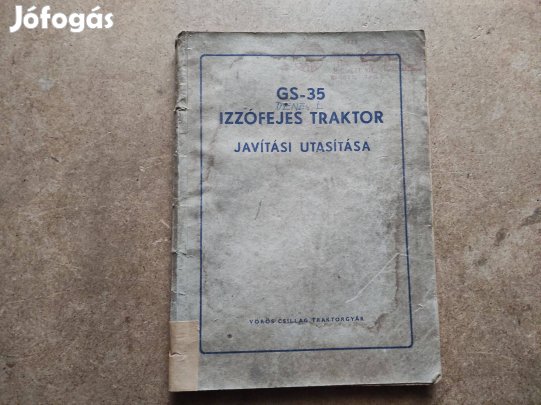 Jófogás
GS-35
IZZÓFEJES TRAKTOR
JAVÍTÁSI UTASÍTÁSA
VÖRÖS CSILLAG TRAKTORGYÁR